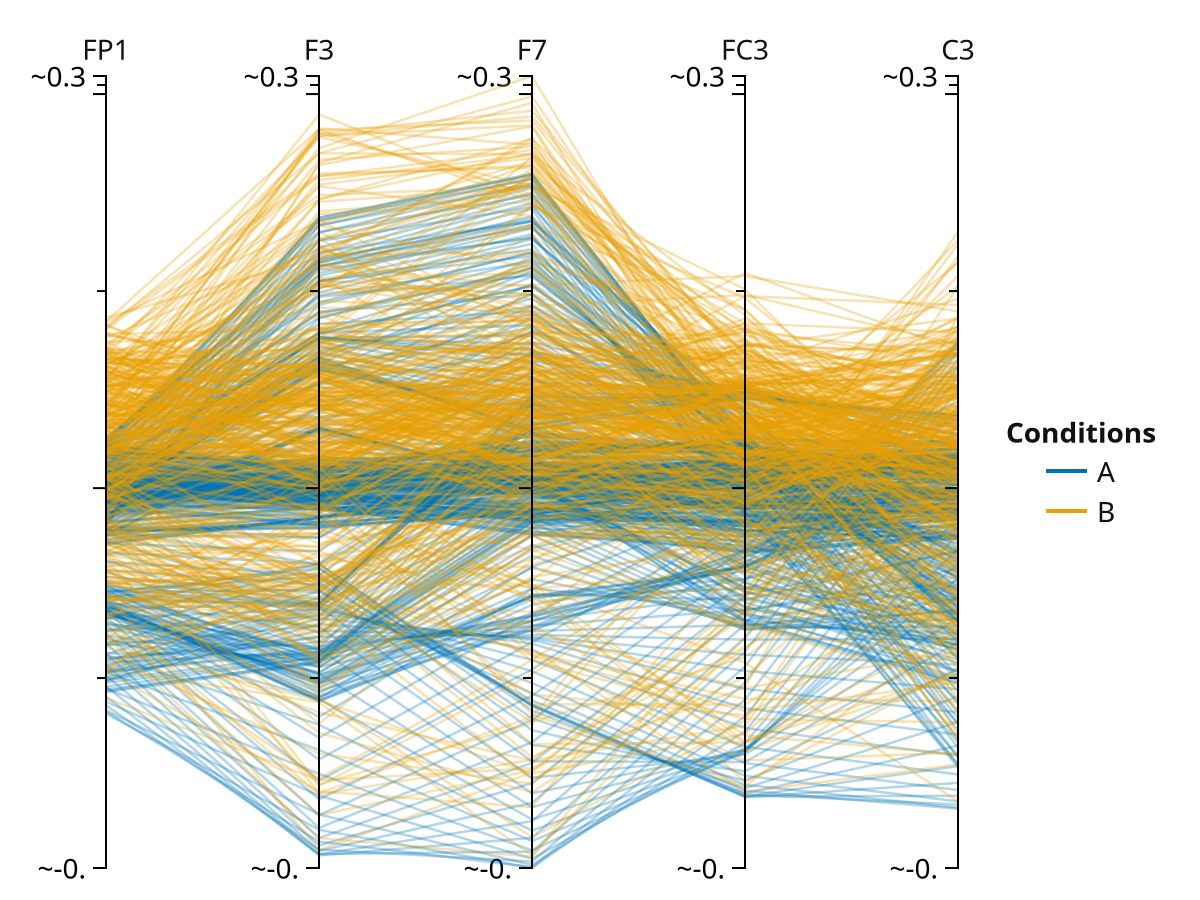 FP1 F3 F7 FC3 C3
~0.3 ~0.3 ~0.3 ~0.3 ~0.3
Conditions
A
B
~-0. ~-0. ~-0. ~-0. ~-0.